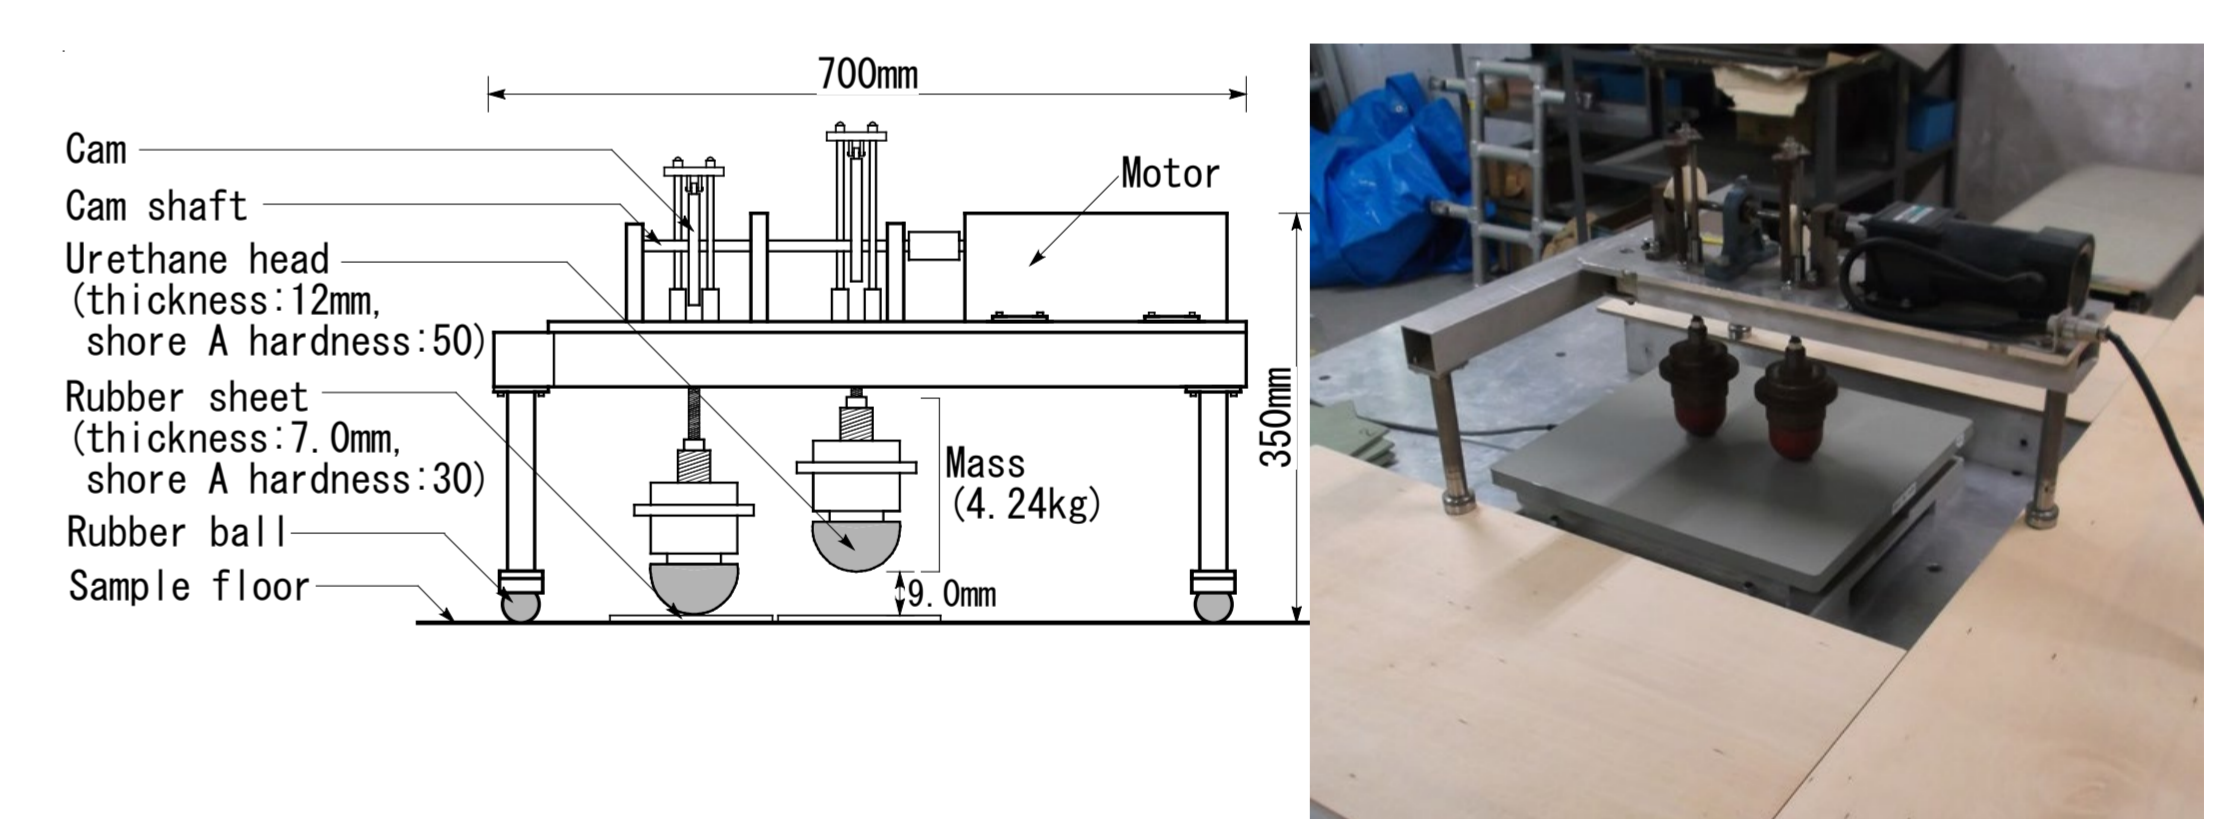 700mm
Cam
Motor
Cam shaft
Urethane head
(thickness:12mm,
shore A hardness:50)
Rubber sheet
(thickness:7.0mm,
shore A hardness:30)
350mm
Mass
(4.24kg)
Rubber ball
Sample floor
9.0mm